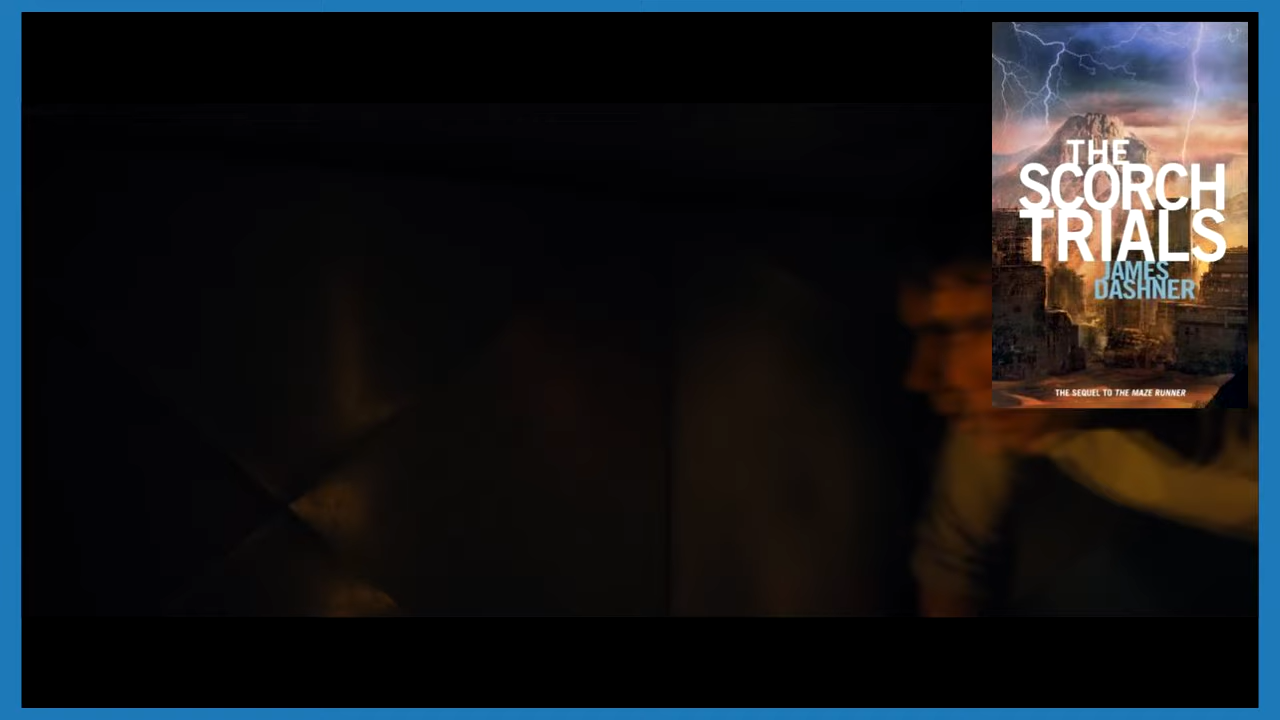 THE
SCORCH
TRIALS
JAMES
DASHNER
THE SEQUEL TO THE MAZE RUNNER